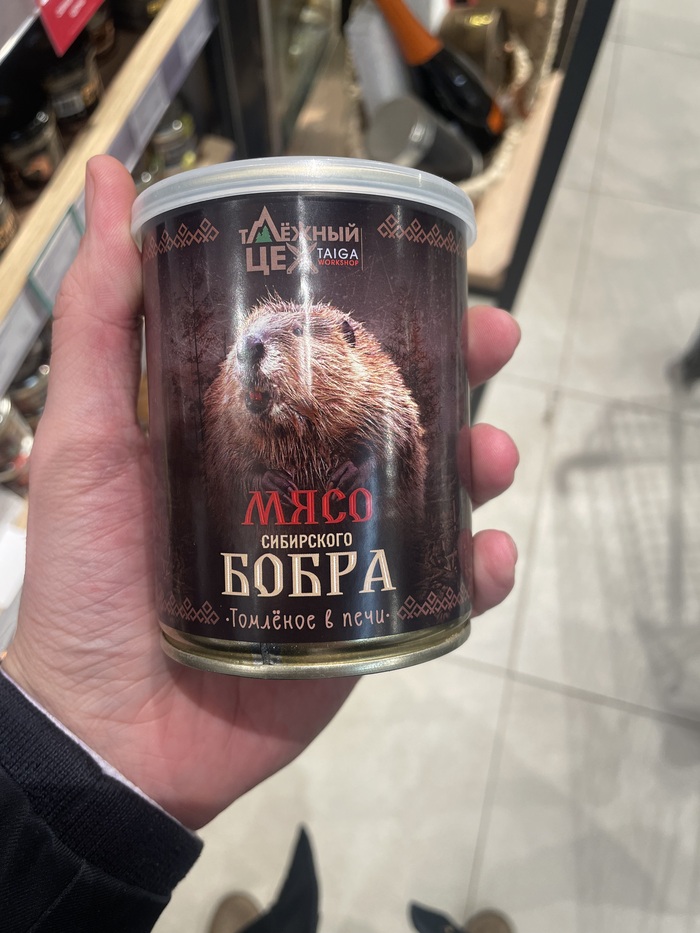 ТАЁЖНЫЙ
ЦЕХ TAIGA
WORKSHOP
МЯСО
СИБИРСКОГО
БОБРА
·Томлёное в печи·